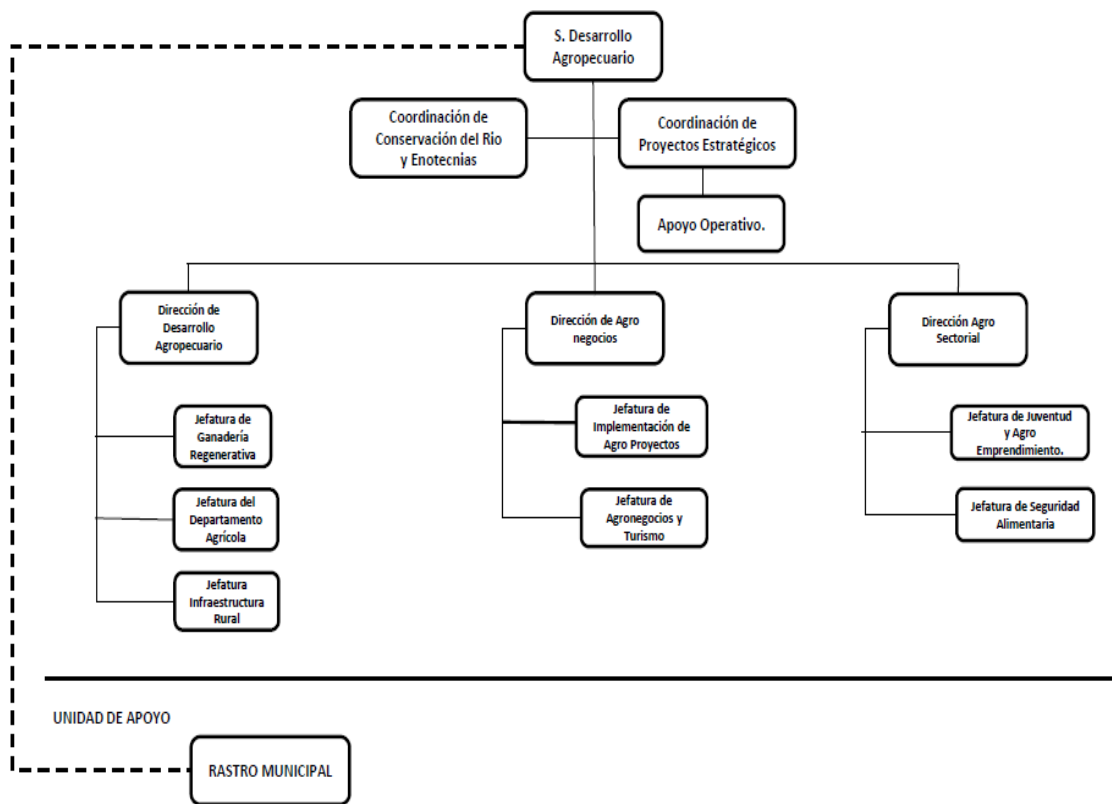 S. Desarrollo
Agropecuario
Coordinación de
Conservación del Rio
y Enotecnias
Coordinación de
Proyectos Estratégicos
Apoyo Operativo.
Dirección de
Desarrollo
Agropecuario
Dirección de Agro
negocios
Dirección Agro
Sectorial
Jefatura de
Ganadería
Regenerativa
Jefatura de
Implementación de
Agro Proyectos
Jefatura de Juventud
y Agro
Emprendimiento.
Jefatura del
Departamento
Agrícola
Jefatura de
Agronegocios y
Turismo
Jefatura de Seguridad
Alimentaria
Jefatura
Infraestructura
Rural
UNIDAD DE APOYO
RASTRO MUNICIPAL